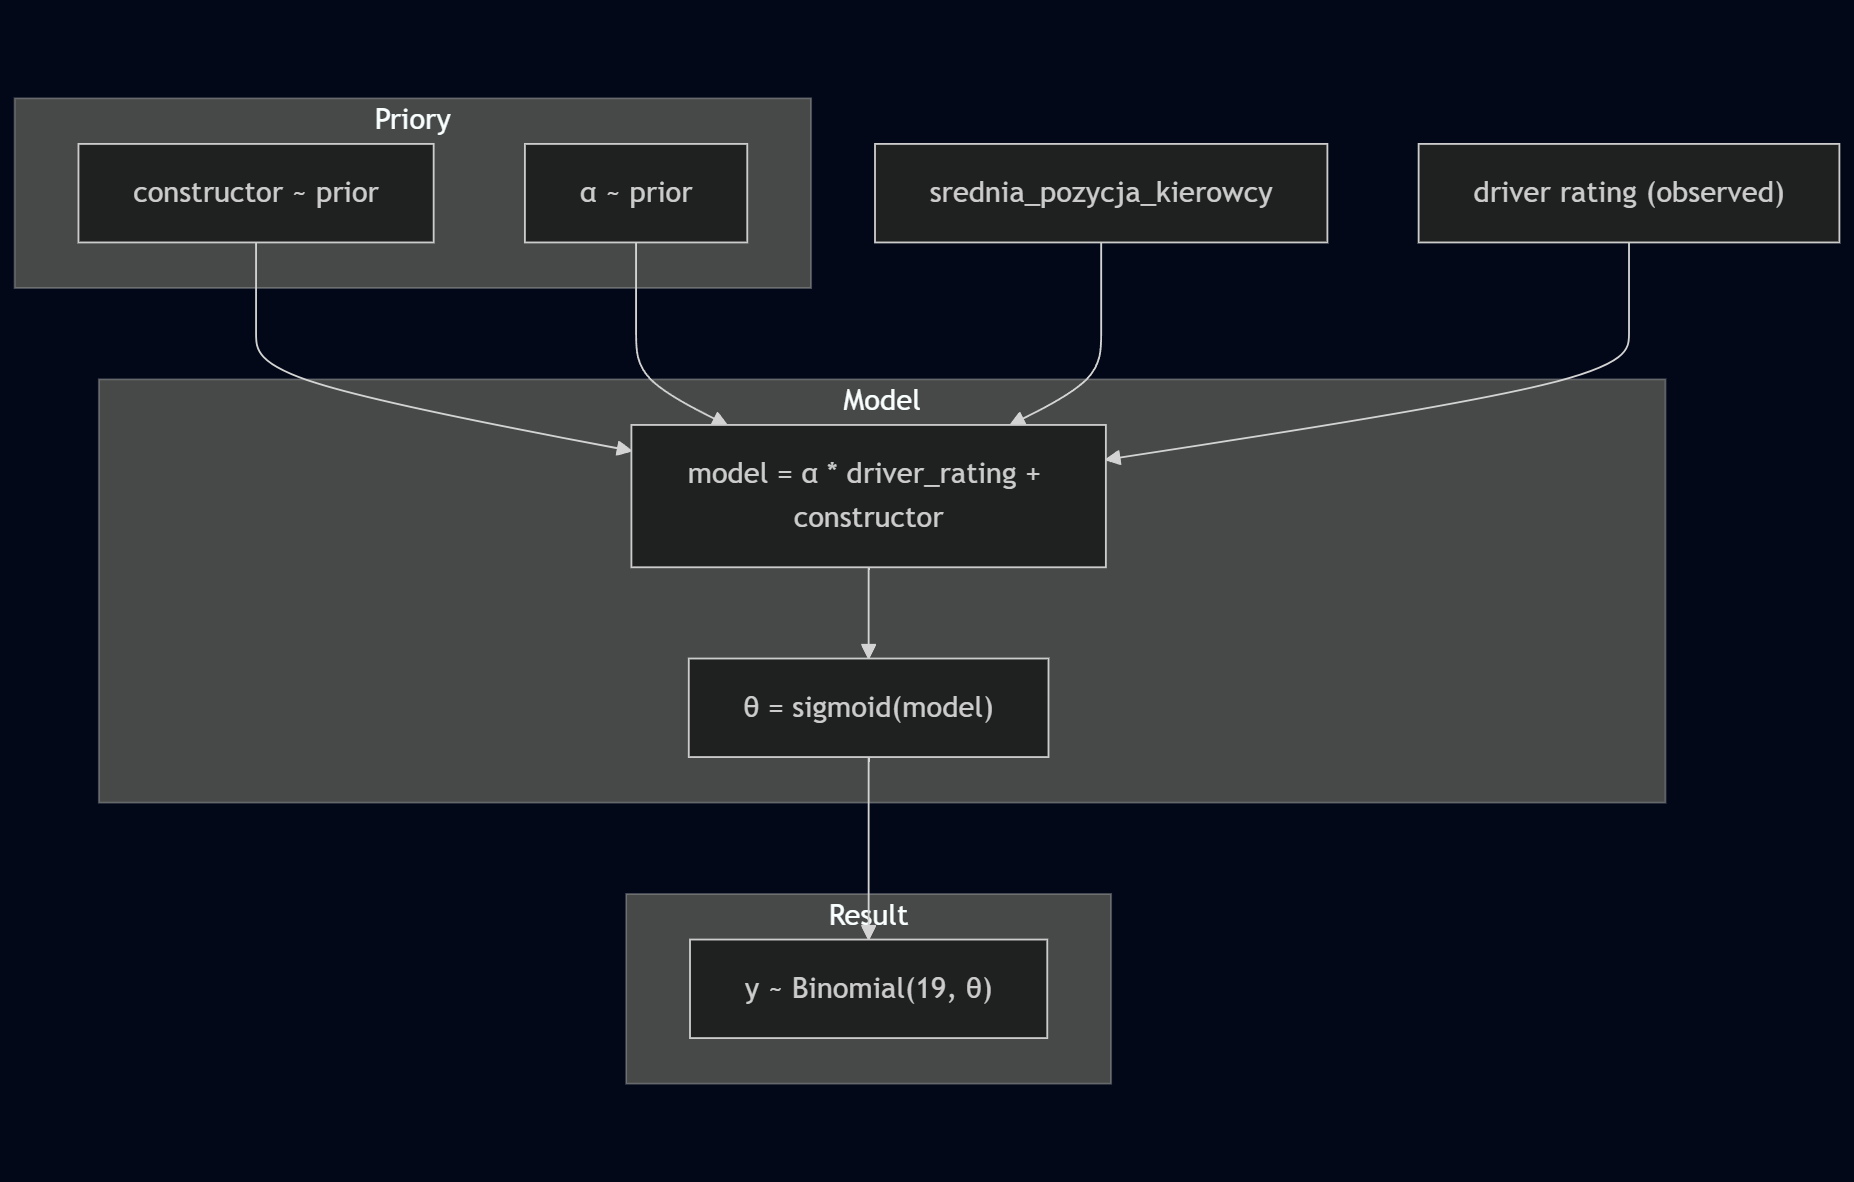 Priory
constructor ~ prior
α ~ prior
srednia_pozycja_kierowcy
driver rating (observed)
Model
model = α * driver_rating +
constructor
θ = sigmoid(model)
Result
y ~ Binomial(19, θ)